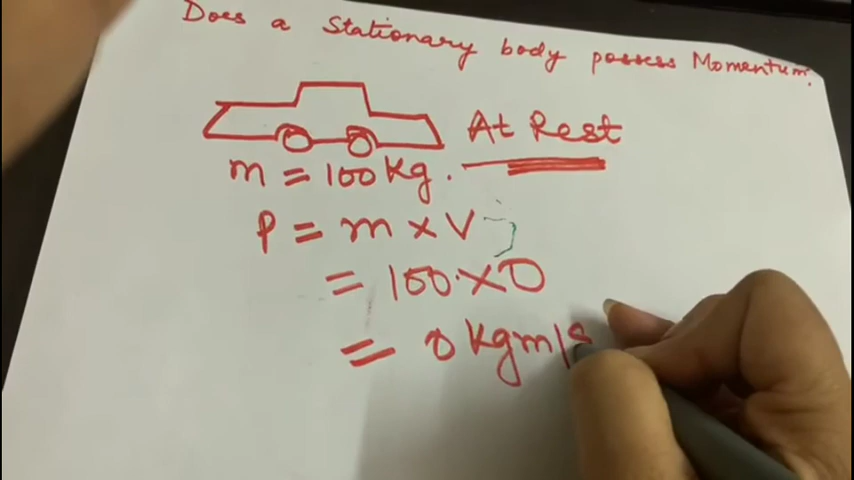 Does a Stationary body possess Momentum.
At Rest
m = 100 Kg.
P = m × V
= 100 × 0
= 0 Kgm/s